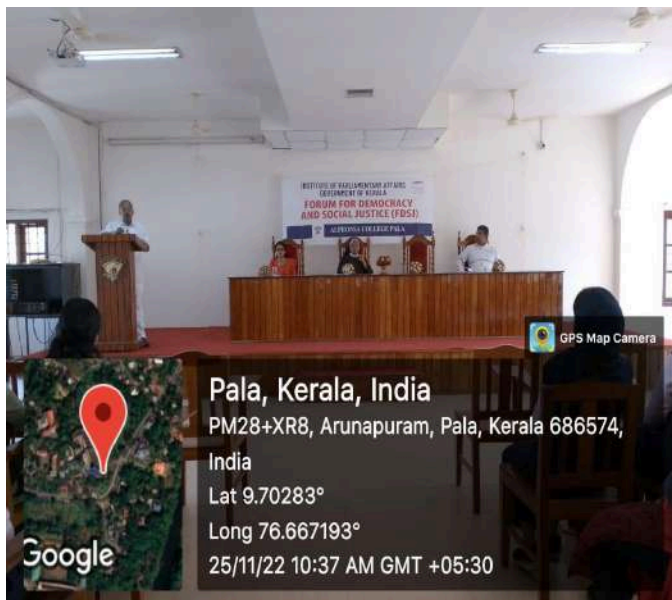 INSTITUTE OF PARLIAMENTARY AFFAIRS
GOVERNMENT OF KERALA
FORUM FOR DEMOCRACY
AND SOCIAL JUSTICE (FDSJ)
ALPHONSA COLLEGE PALA
GPS Map Camera
Pala, Kerala, India
PM28+XR8, Arunapuram, Pala, Kerala 686574,
India
Lat 9.70283°
Long 76.667193°
25/11/22 10:37 AM GMT +05:30
Google